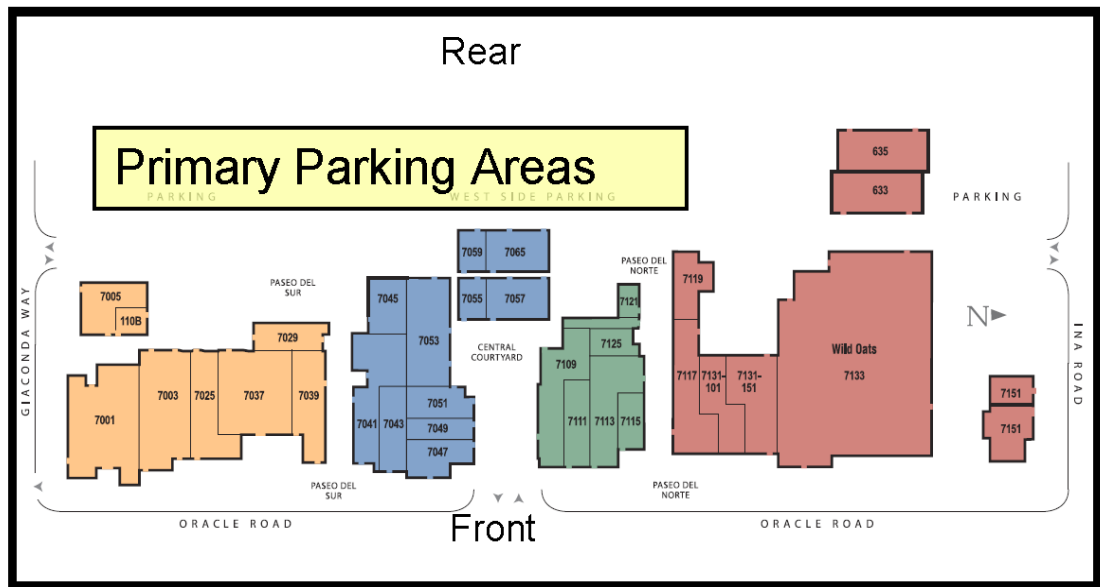 Rear
Primary Parking Areas
PARKING
WEST SIDE PARKING
635
633
PARKING
7059
7065
7055
7057
PASEO DEL
NORTE
7119
7121
PASEO DEL
SUR
7005
110B
7045
7053
CENTRAL
COURTYARD
7029
7125
7109
N
Wild Oats
7133
GIACONDA WAY
INA ROAD
7001
7003
7025
7037
7039
7041
7043
7051
7049
7047
7111
7113
7115
7117
7131-
101
7131-
151
7151
7151
PASEO DEL
SUR
PASEO DEL
NORTE
ORACLE ROAD
Front
ORACLE ROAD